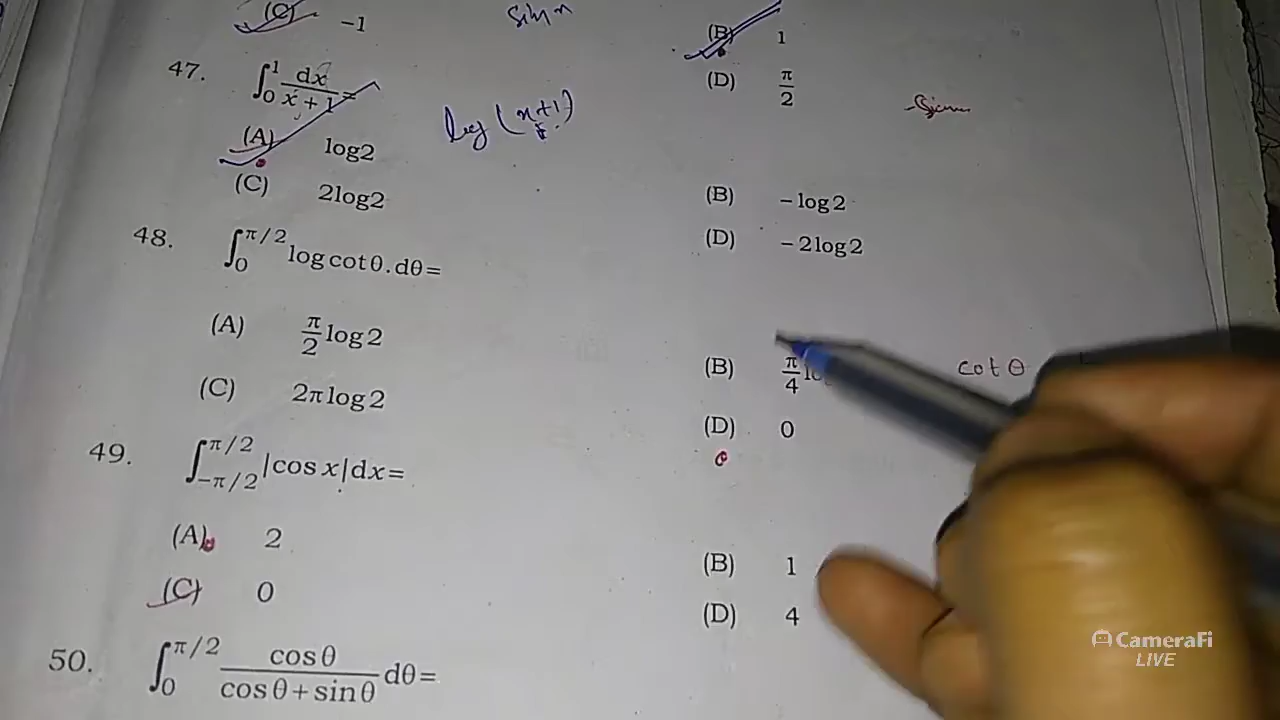 (C) -1
(B) 1
47. ∫₀¹ dx/(x + 1) =
log (x+1)
(D) π/2
(A) log2
(C) 2log2
(B) -log2
(D) -2log2
48. ∫₀^π/2 log cotθ.dθ=
(A) π/2 log2
(B) π/4
cot θ
(C) 2πlog2
(D) 0
49. ∫₋π/2^π/2 |cos x|dx=
(A) 2
(B) 1
(C) 0
(D) 4
50. ∫₀^π/2 cosθ/(cosθ+sinθ) dθ=
CameraFi
LIVE